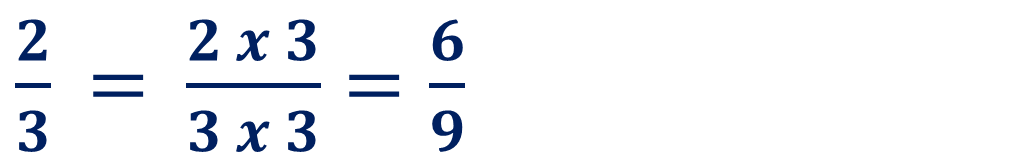 2/3 = 2 x 3/3 x 3 = 6/9